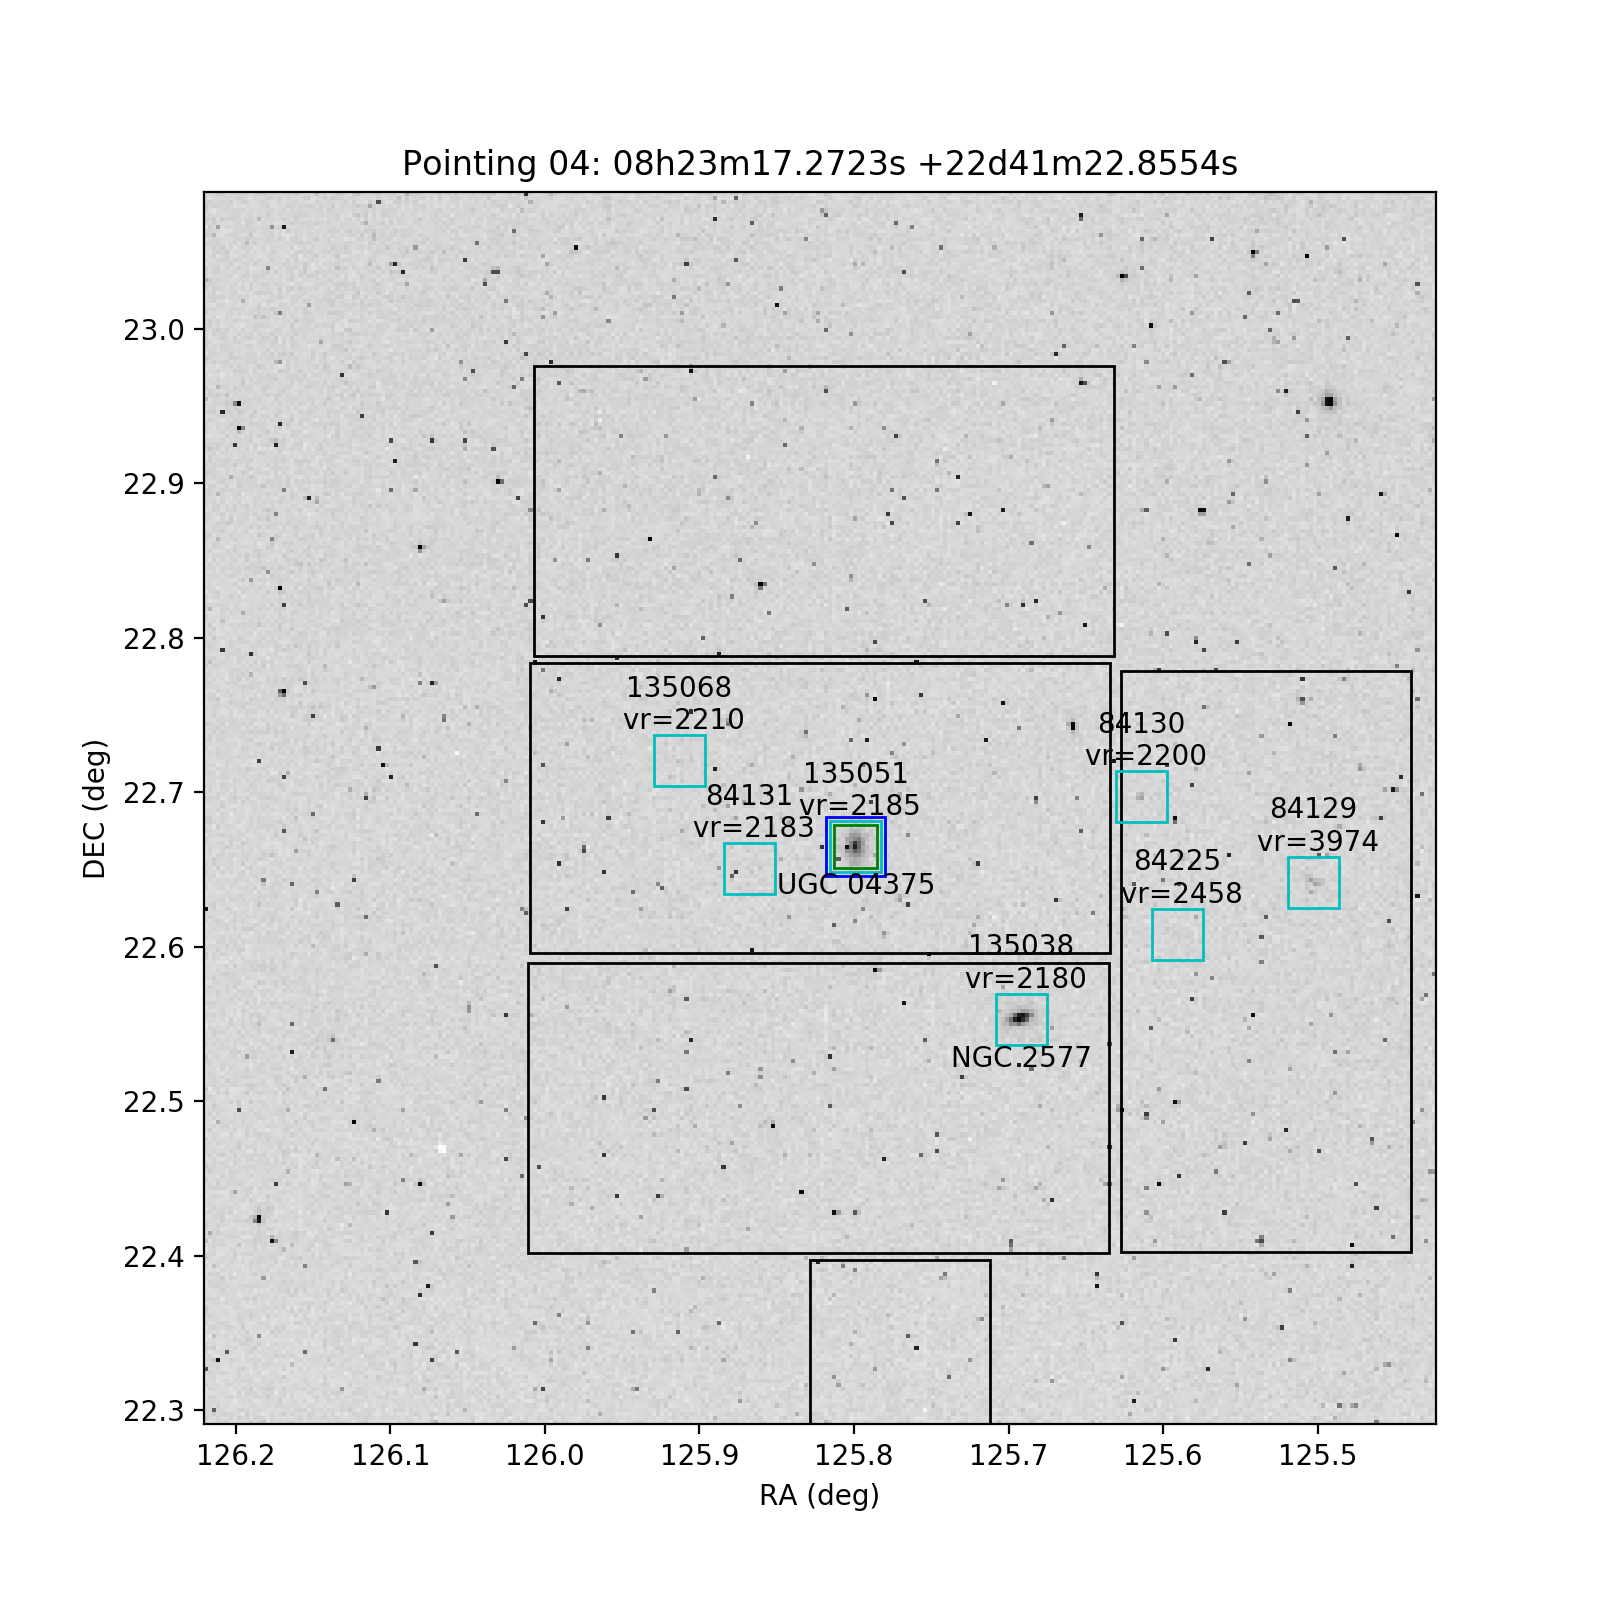 Pointing 04: 08h23m17.2723s +22d41m22.8554s
DEC (deg)
23.0
22.9
22.8
22.7
22.6
22.5
22.4
22.3
135068
vr=2210
84130
vr=2200
135051
vr=2185
84131
vr=2183
84129
vr=3974
84225
vr=2458
UGC 04375
135038
vr=2180
NGC 2577
126.2 126.1 126.0 125.9 125.8 125.7 125.6 125.5
RA (deg)